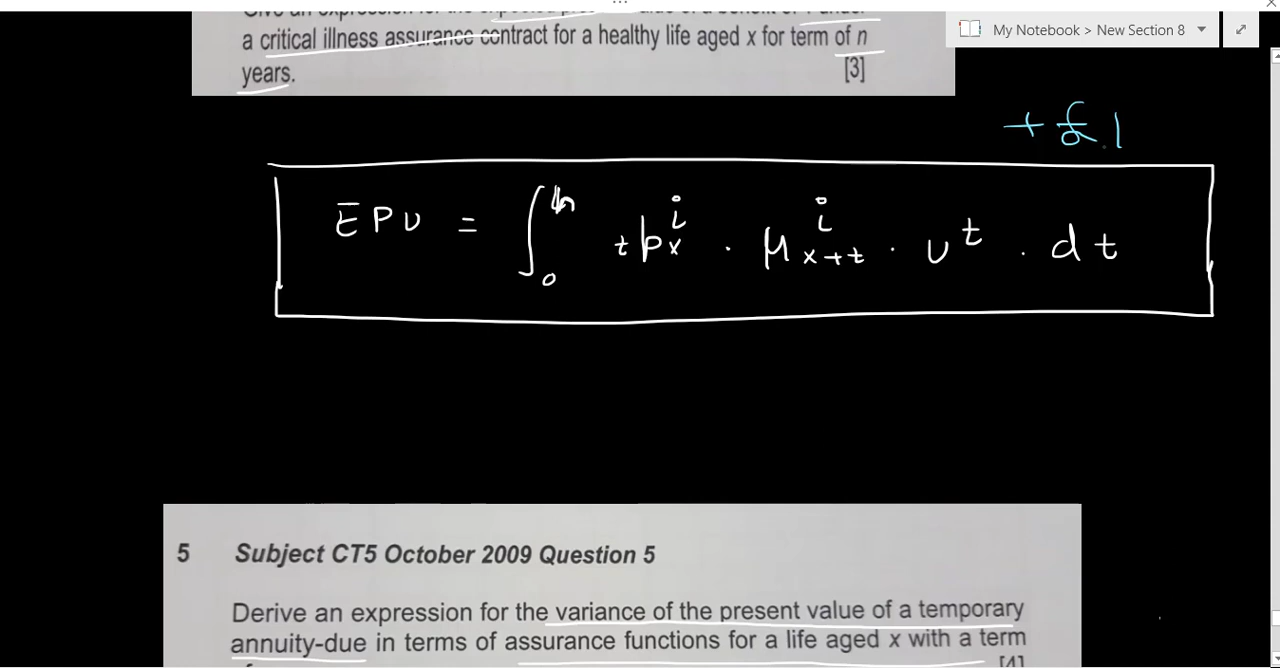 a critical illness assurance contract for a healthy life aged x for term of n
My Notebook > New Section 8
years.
[3]
+ £.1
EPV = ∫₀ⁿ ₜpₓⁱ · μₓ₊ₜⁱ · vᵗ · dt
5 Subject CT5 October 2009 Question 5
Derive an expression for the variance of the present value of a temporary
annuity-due in terms of assurance functions for a life aged x with a term